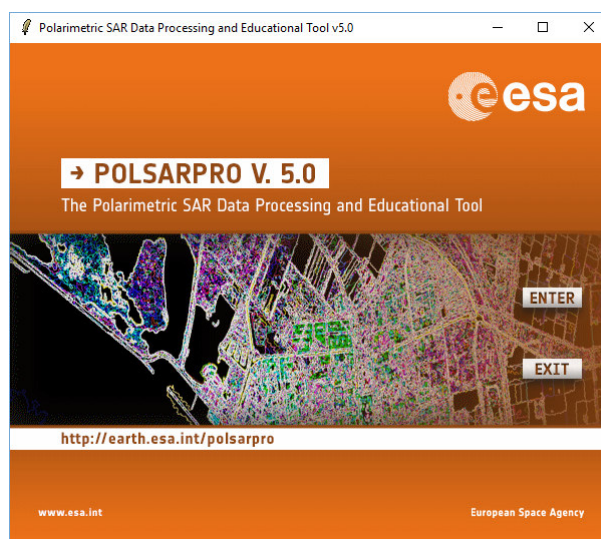 Polarimetric SAR Data Processing and Educational Tool v5.0
esa
→ POLSARPRO V. 5.0
The Polarimetric SAR Data Processing and Educational Tool
ENTER
EXIT
http://earth.esa.int/polsarpro
www.esa.int
European Space Agency